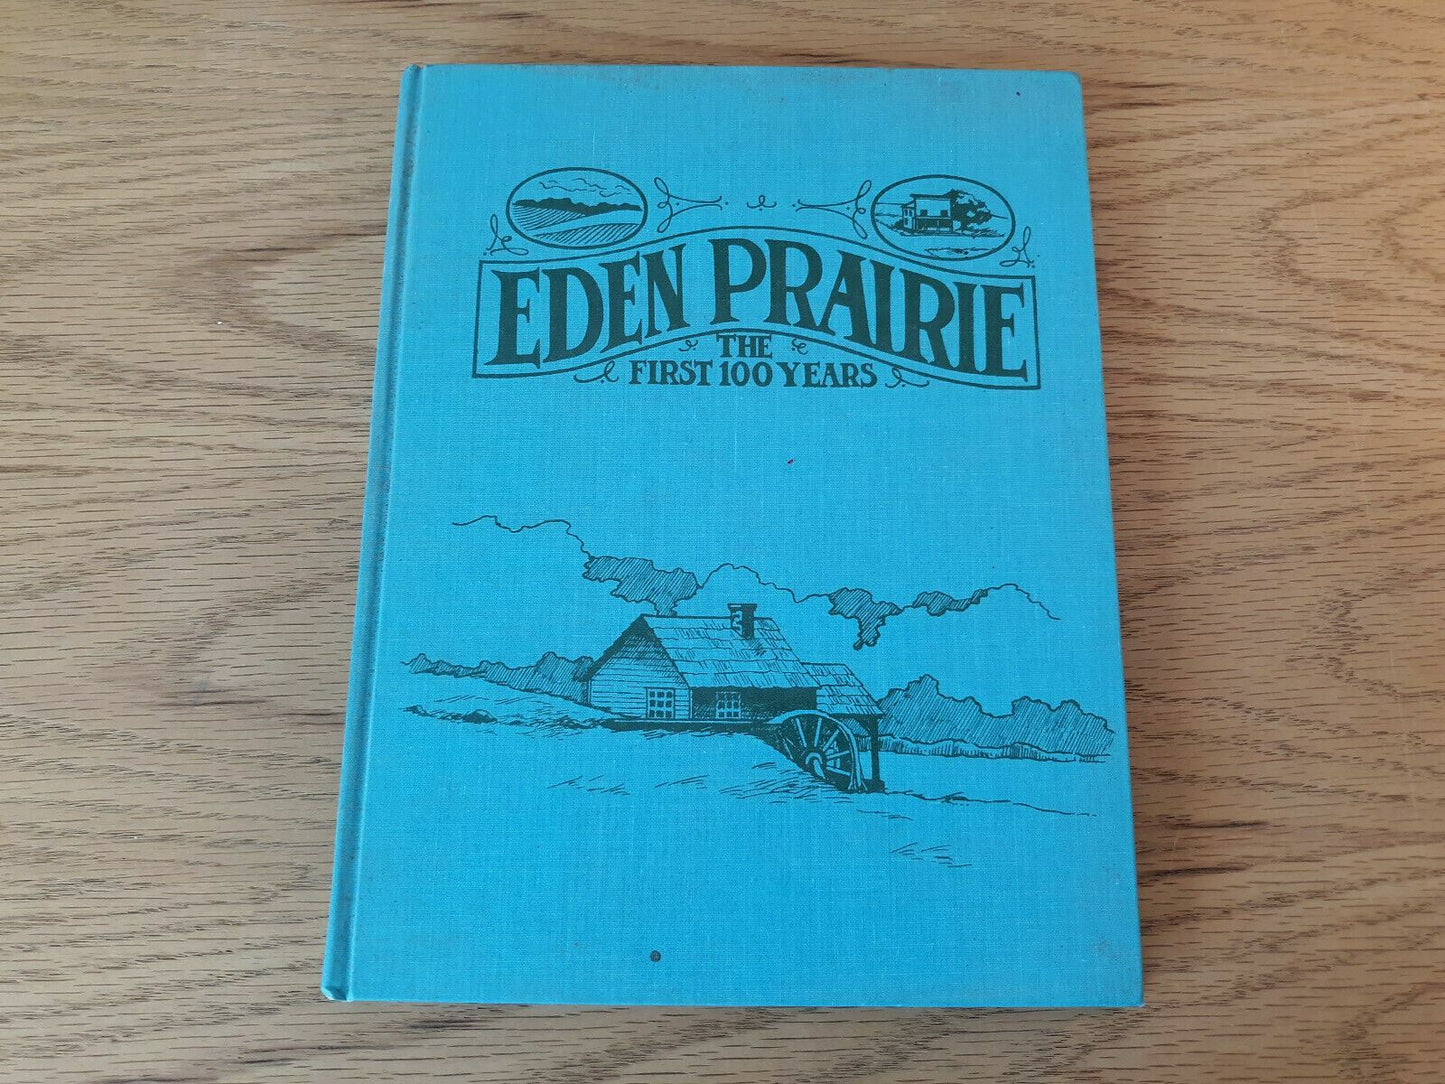 EDEN PRAIRIE
THE
FIRST 100 YEARS